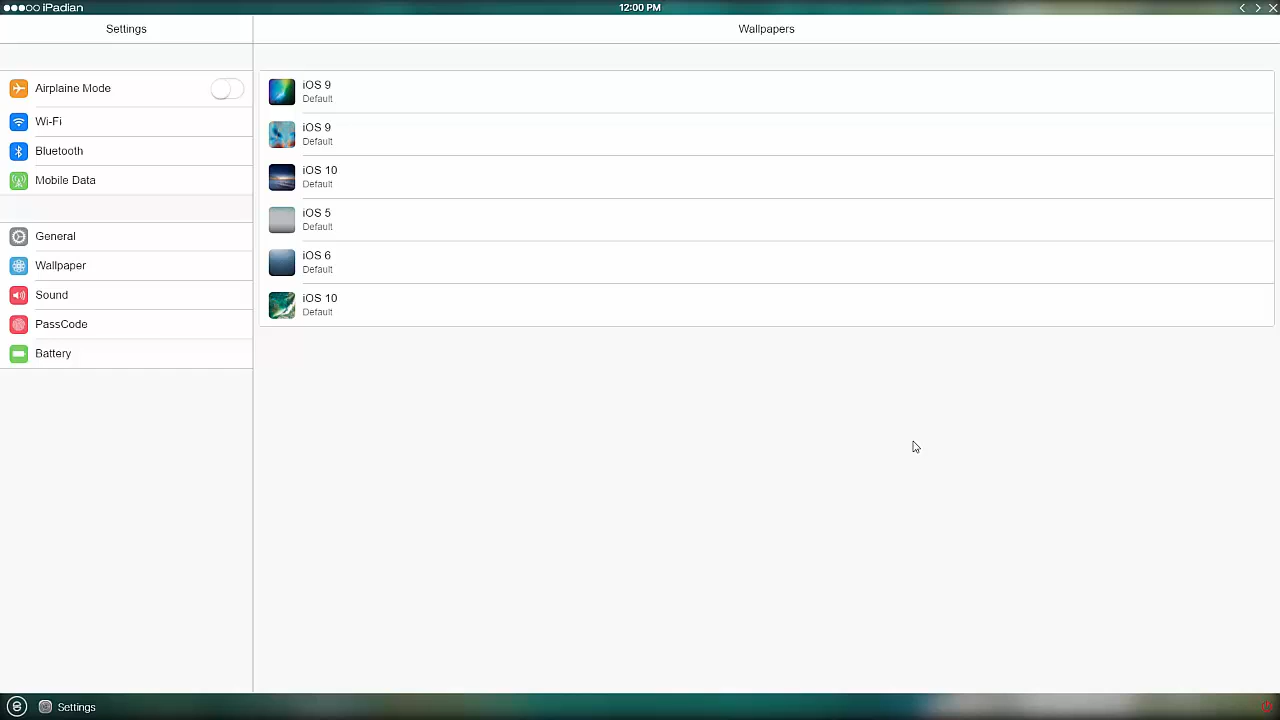 iPadian
12:00 PM
Settings
Wallpapers
Airplaine Mode
Wi-Fi
Bluetooth
Mobile Data
General
Wallpaper
Sound
PassCode
Battery
iOS 9
Default
iOS 9
Default
iOS 10
Default
iOS 5
Default
iOS 6
Default
iOS 10
Default
Settings